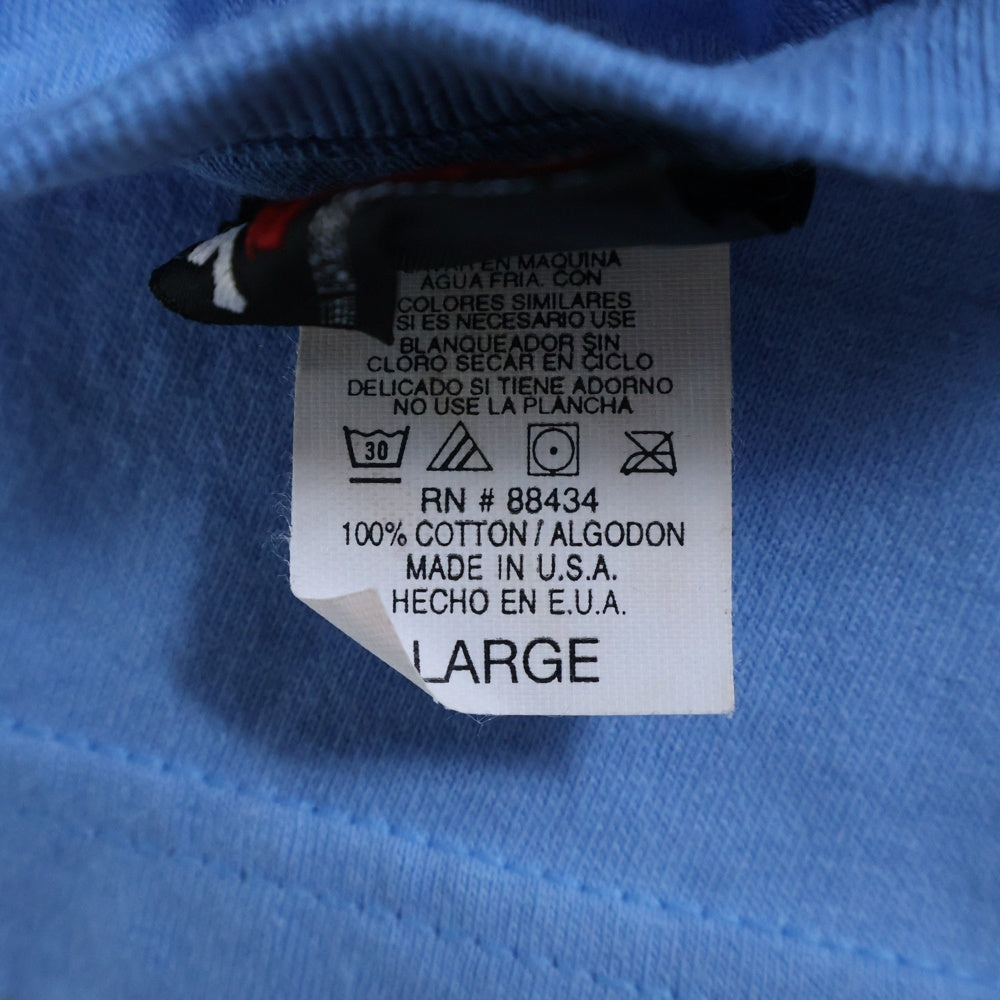 EN MAQUINA
AGUA FRIA. CON
COLORES SIMILARES
SI ES NECESARIO USE
BLANQUEADOR SIN
CLORO SECAR EN CICLO
DELICADO SI TIENE ADORNO
NO USE LA PLANCHA
30
RN # 88434
100% COTTON / ALGODON
MADE IN U.S.A.
HECHO EN E.U.A.
LARGE